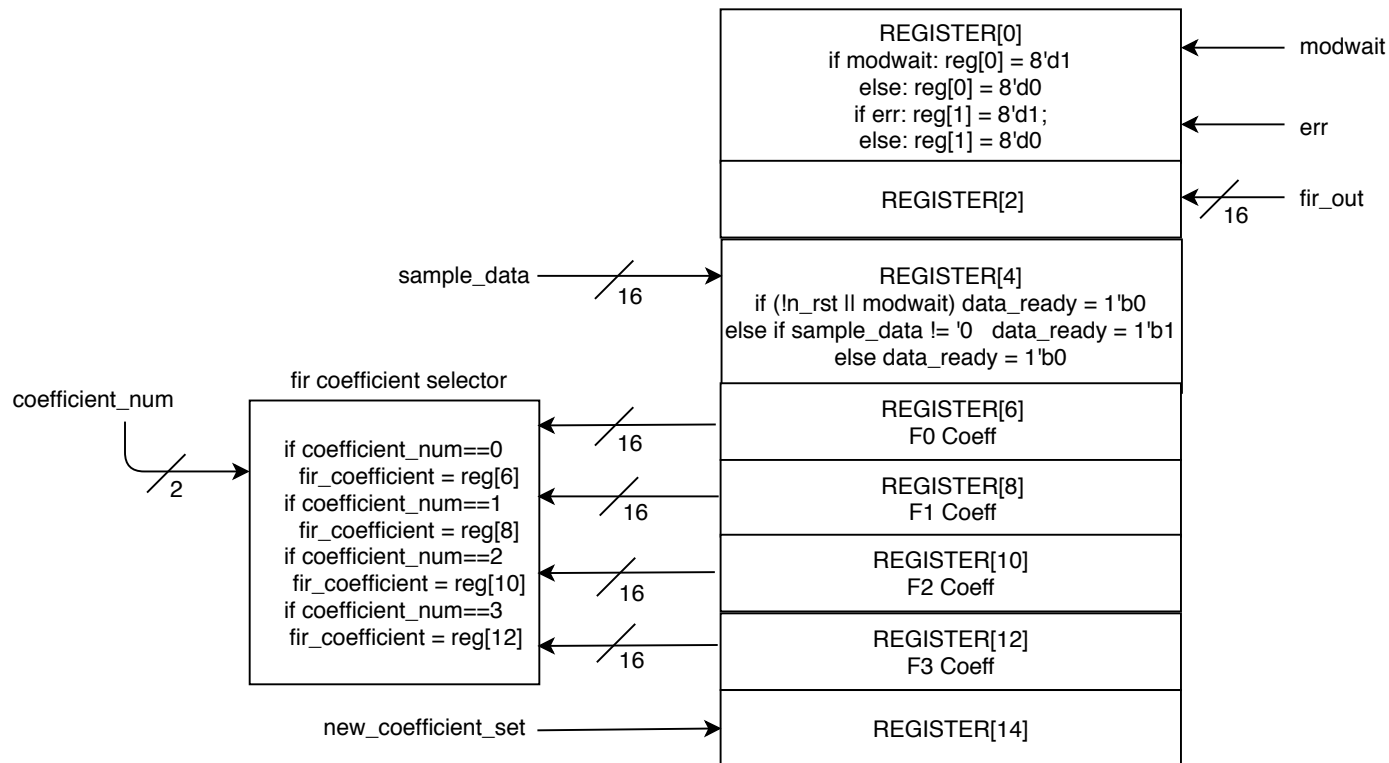 REGISTER[0]
if modwait: reg[0] = 8'd1
else: reg[0] = 8'd0
if err: reg[1] = 8'd1;
else: reg[1] = 8'd0
modwait
err
REGISTER[2]
fir_out
16
sample_data
16
REGISTER[4]
if (!n_rst || modwait) data_ready = 1'b0
else if sample_data != '0 data_ready = 1'b1
else data_ready = 1'b0
fir coefficient selector
coefficient_num
2
if coefficient_num==0
fir_coefficient = reg[6]
if coefficient_num==1
fir_coefficient = reg[8]
if coefficient_num==2
fir_coefficient = reg[10]
if coefficient_num==3
fir_coefficient = reg[12]
16
REGISTER[6]
F0 Coeff
16
REGISTER[8]
F1 Coeff
16
REGISTER[10]
F2 Coeff
16
REGISTER[12]
F3 Coeff
new_coefficient_set
REGISTER[14]